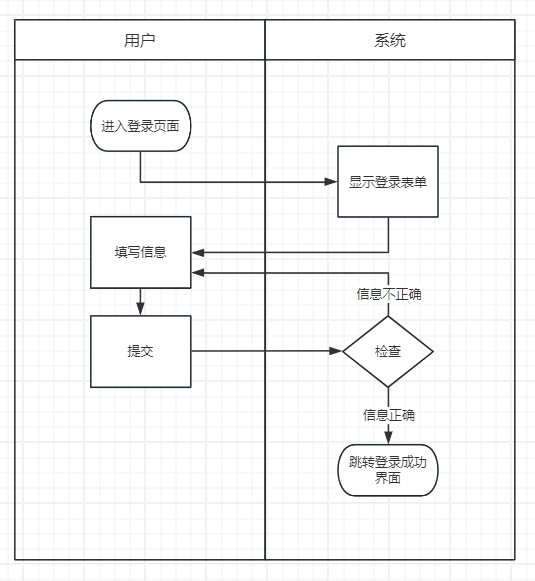 用户
系统
进入登录页面
显示登录表单
填写信息
信息不正确
提交
检查
信息正确
跳转登录成功
界面